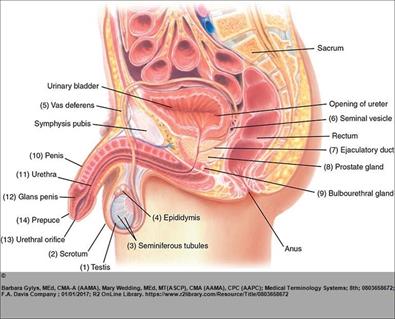 Sacrum
Urinary bladder
(5) Vas deferens
Symphysis pubis
(10) Penis
(11) Urethra
(12) Glans penis
(14) Prepuce
(13) Urethral orifice
(2) Scrotum
(1) Testis
(3) Seminiferous tubules
(4) Epididymis
Opening of ureter
(6) Seminal vesicle
Rectum
(7) Ejaculatory duct
(8) Prostate gland
(9) Bulbourethral gland
Anus
©
Barbara Gylys, MEd, CMA-A (AAMA), Mary Wedding, MEd, MT(ASCP), CMA (AAMA), CPC (AAPC); Medical Terminology Systems; 8th; 0803658672;
F.A. Davis Company ; 01/01/2017; R2 OnLine Library. https://www.r2library.com/Resource/Title/0803658672